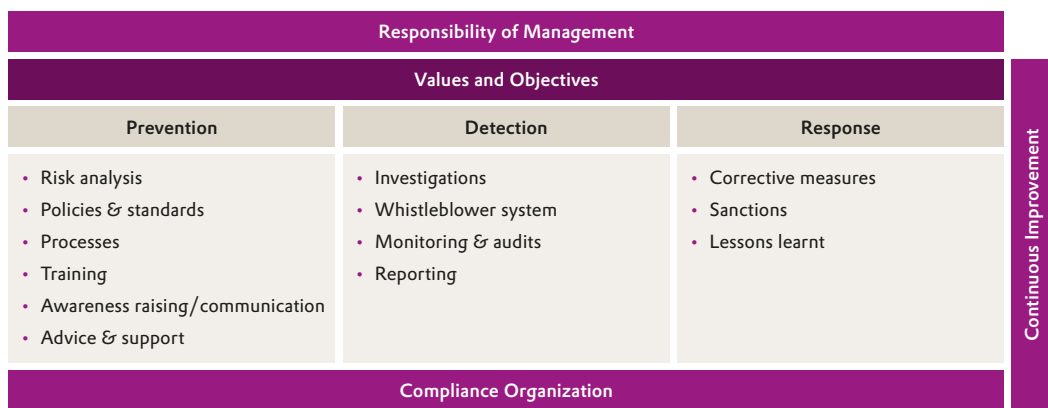 Responsibility of Management
Values and Objectives
Prevention
• Risk analysis
• Policies & standards
• Processes
• Training
• Awareness raising/communication
• Advice & support
Detection
• Investigations
• Whistleblower system
• Monitoring & audits
• Reporting
Response
• Corrective measures
• Sanctions
• Lessons learnt
Continuous Improvement
Compliance Organization